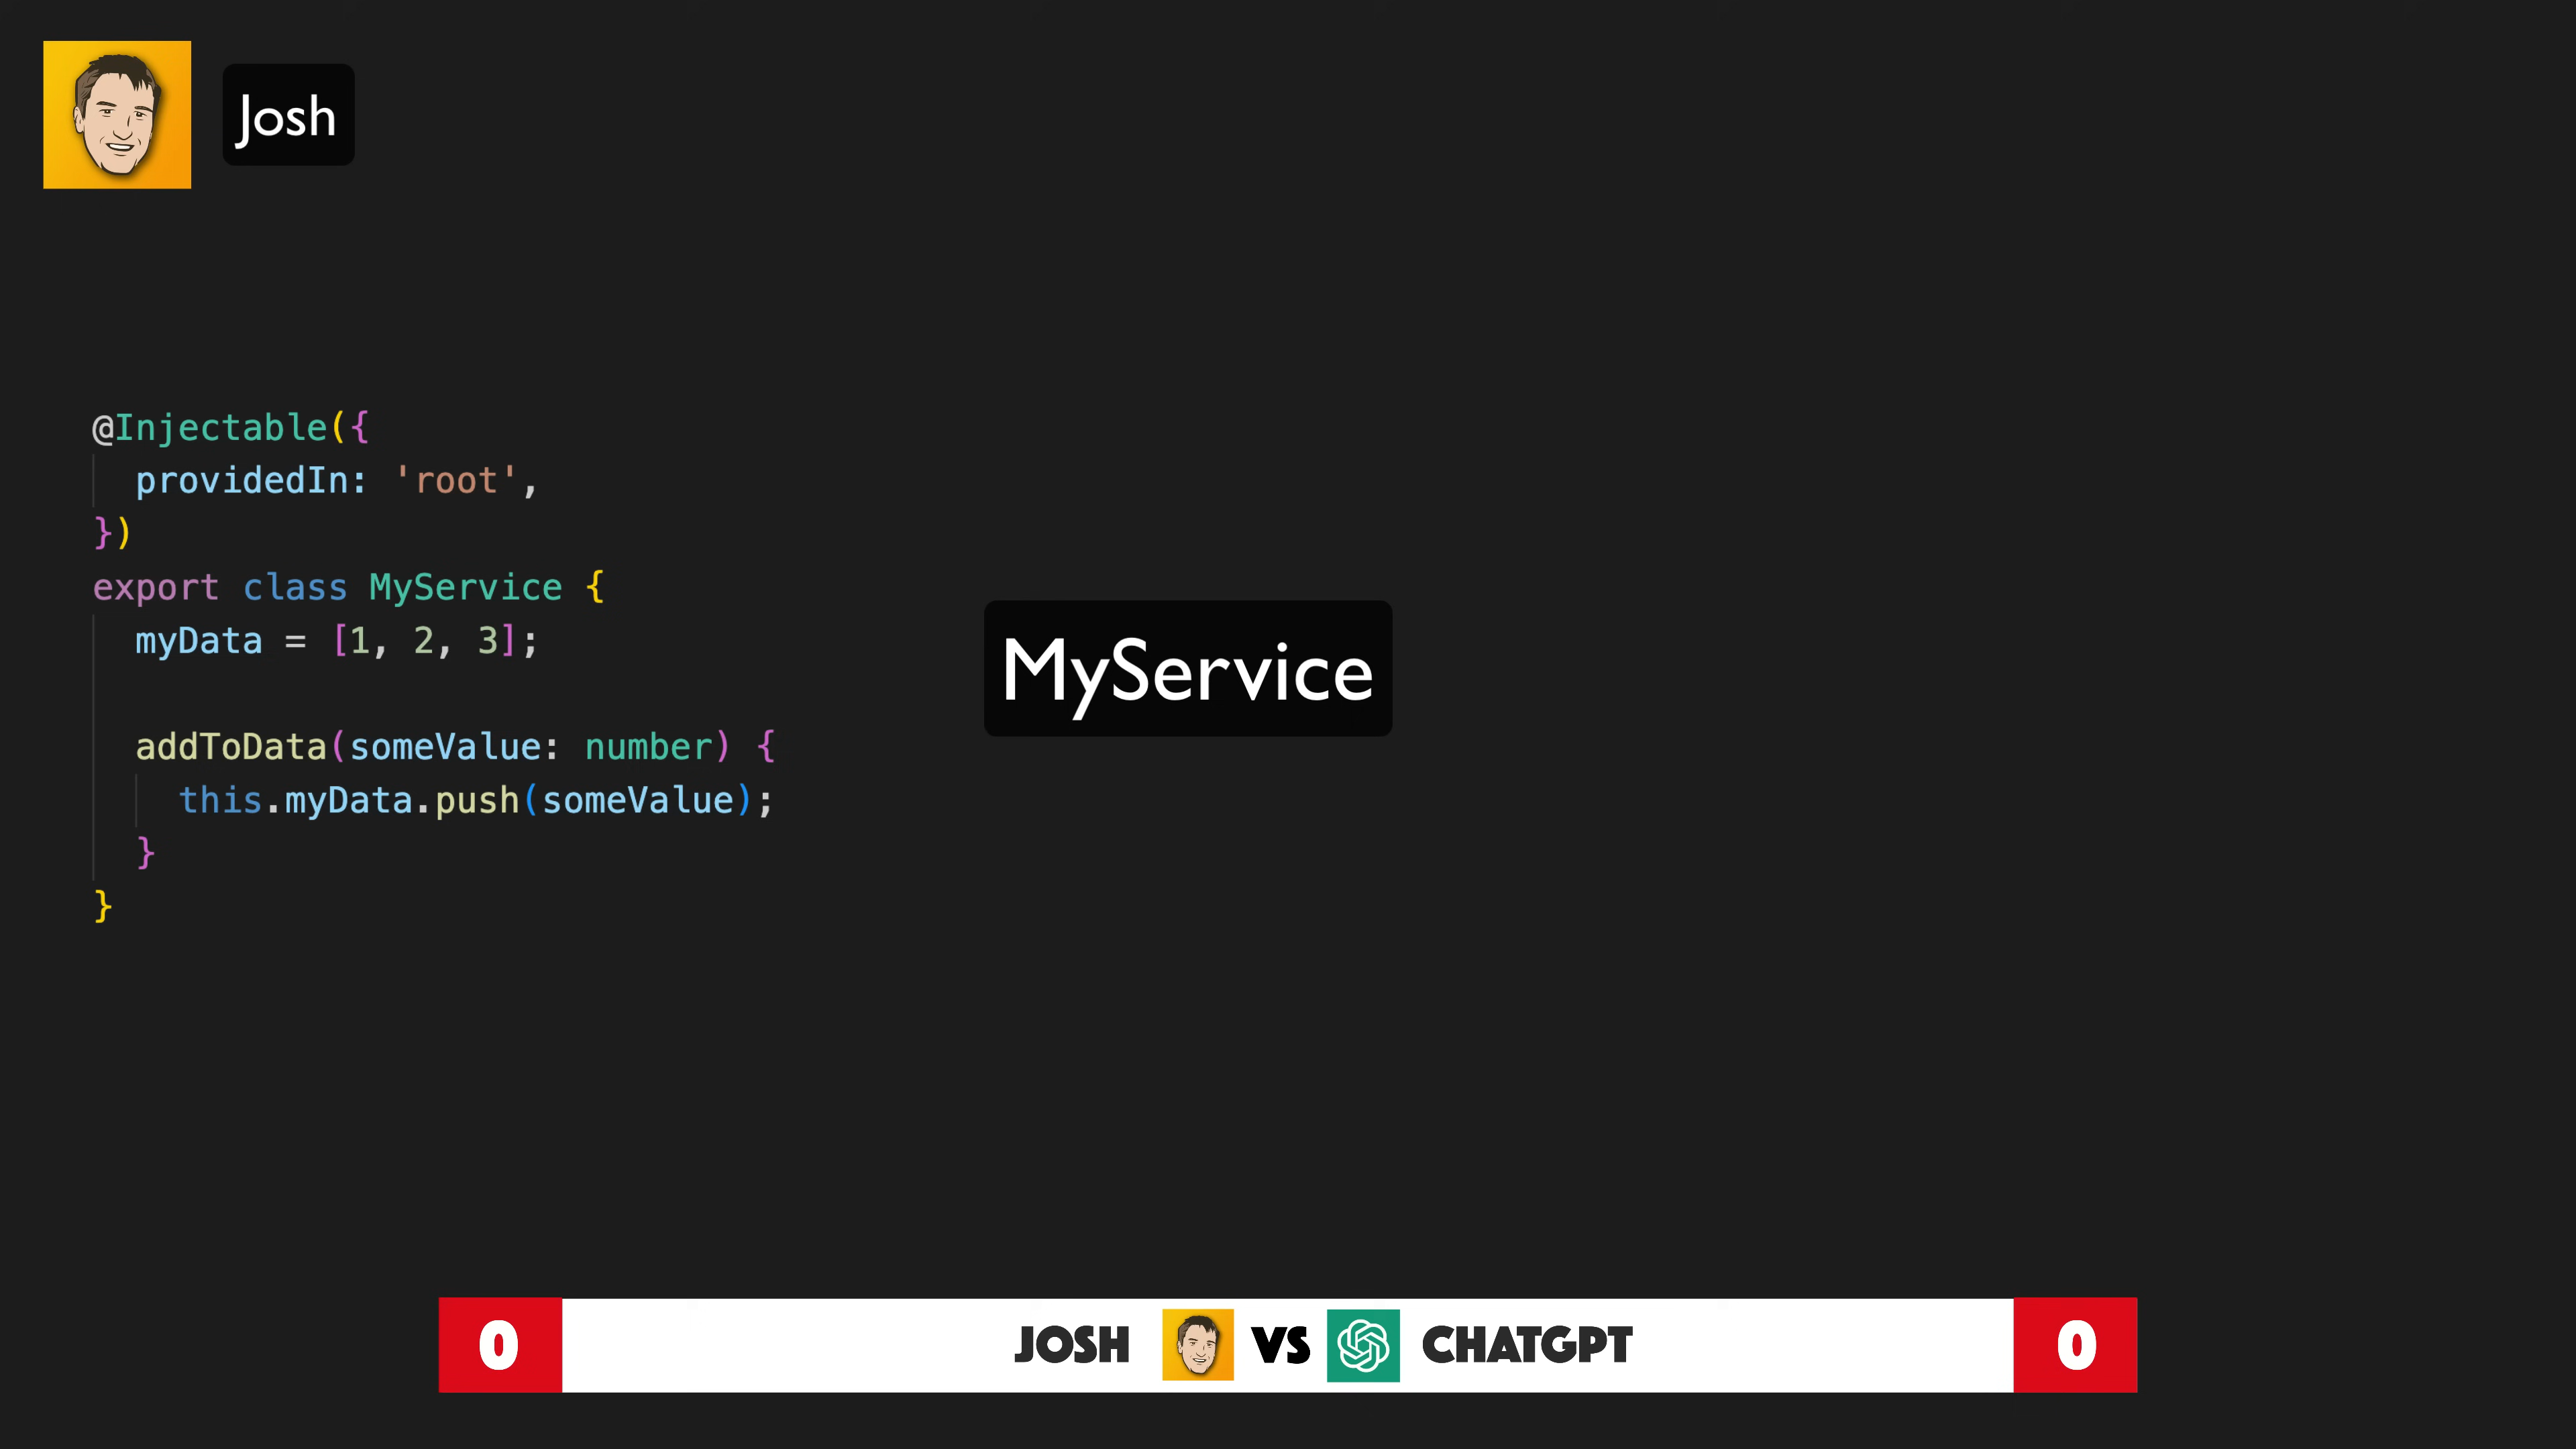 Josh
@Injectable({
  providedIn: 'root',
})
export class MyService {
  myData = [1, 2, 3];
  addToData(someValue: number) {
    this.myData.push(someValue);
  }
}
MyService
0 JOSH VS CHATGPT 0